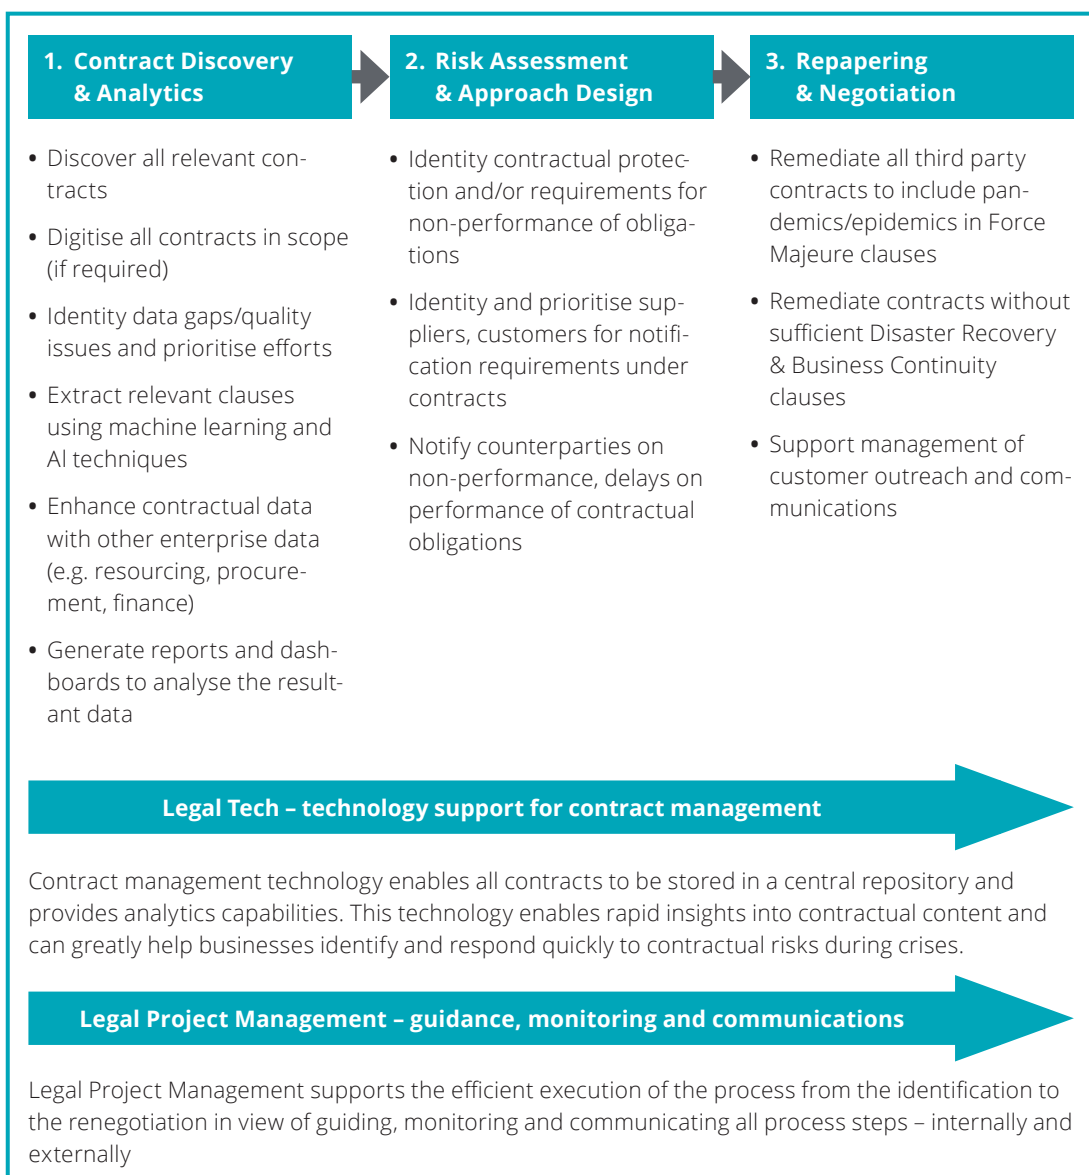 1. Contract Discovery
& Analytics
2. Risk Assessment
& Approach Design
3. Repapering
& Negotiation
• Discover all relevant con-
tracts
• Digitise all contracts in scope
(if required)
• Identity data gaps/quality
issues and prioritise efforts
• Extract relevant clauses
using machine learning and
AI techniques
• Enhance contractual data
with other enterprise data
(e.g. resourcing, procure-
ment, finance)
• Generate reports and dash-
boards to analyse the result-
ant data
• Identity contractual protec-
tion and/or requirements for
non-performance of obliga-
tions
• Identity and prioritise sup-
pliers, customers for notifi-
cation requirements under
contracts
• Notify counterparties on
non-performance, delays on
performance of contractual
obligations
• Remediate all third party
contracts to include pan-
demics/epidemics in Force
Majeure clauses
• Remediate contracts without
sufficient Disaster Recovery
& Business Continuity
clauses
• Support management of
customer outreach and com-
munications
Legal Tech – technology support for contract management
Contract management technology enables all contracts to be stored in a central repository and
provides analytics capabilities. This technology enables rapid insights into contractual content and
can greatly help businesses identify and respond quickly to contractual risks during crises.
Legal Project Management – guidance, monitoring and communications
Legal Project Management supports the efficient execution of the process from the identification to
the renegotiation in view of guiding, monitoring and communicating all process steps – internally and
externally